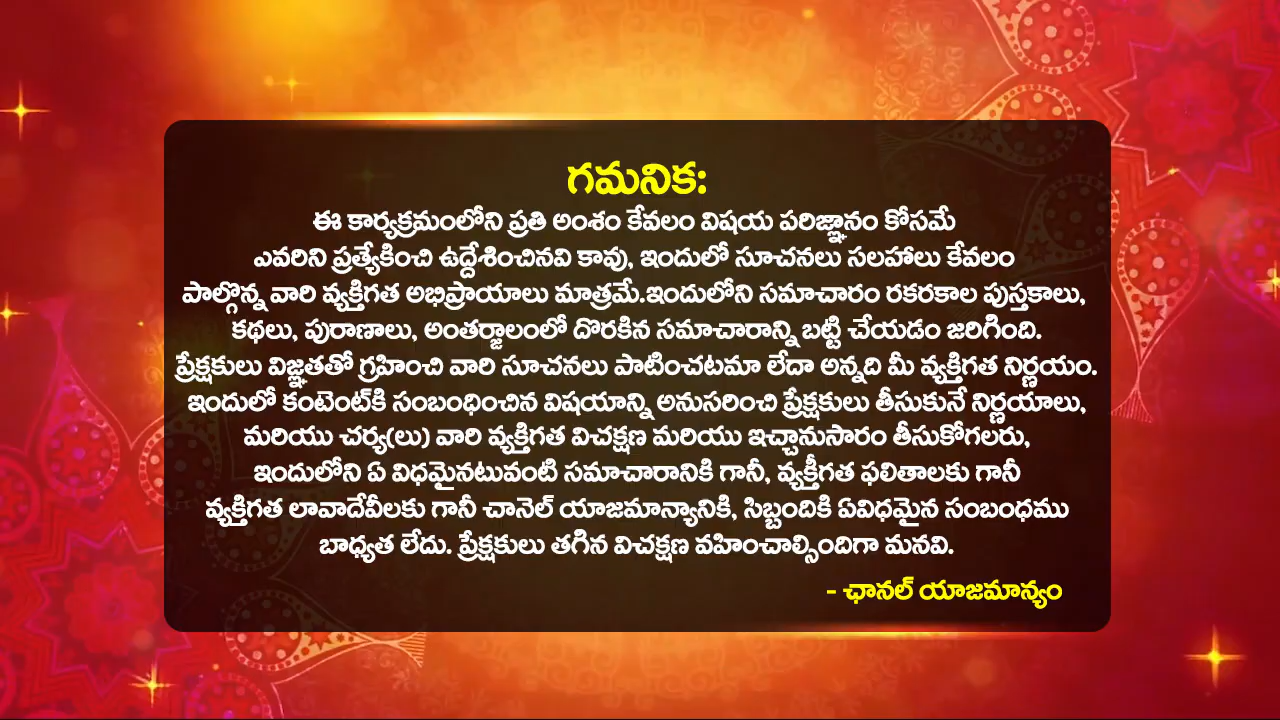 గమనిక:
ఈ కార్యక్రమంలోని ప్రతి అంశం కేవలం విషయ పరిజ్ఞానం కోసమే
ఎవరిని ప్రత్యేకించి ఉద్దేశించినవి కావు, ఇందులో సూచనలు సలహాలు కేవలం
పాల్గొన్న వారి వ్యక్తిగత అభిప్రాయాలు మాత్రమే.ఇందులోని సమాచారం రకరకాల పుస్తకాలు,
కథలు, పురాణాలు, అంతర్జాలంలో దొరకిన సమాచారాన్ని బట్టి చేయడం జరిగింది.
ప్రేక్షకులు విజ్ఞతతో గ్రహించి వారి సూచనలు పాటించటమా లేదా అన్నది మీ వ్యక్తిగత నిర్ణయం.
ఇందులో కంటెంట్‌కి సంబంధించిన విషయాన్ని అనుసరించి ప్రేక్షకులు తీసుకునే నిర్ణయాలు,
మరియు చర్య(లు) వారి వ్యక్తిగత విచక్షణ మరియు ఇచ్చానుసారం తీసుకోగలరు,
ఇందులోని ఏ విధమైనటువంటి సమాచారానికి గానీ, వ్యక్తీగత ఫలితాలకు గానీ
వ్యక్తిగత లావాదేవీలకు గానీ చానెల్ యాజమాన్యానికి, సిబ్బందికి ఏవిధమైన సంబంధము
బాధ్యత లేదు. ప్రేక్షకులు తగిన విచక్షణ వహించాల్సిందిగా మనవి.
- ఛానల్ యాజమాన్యం